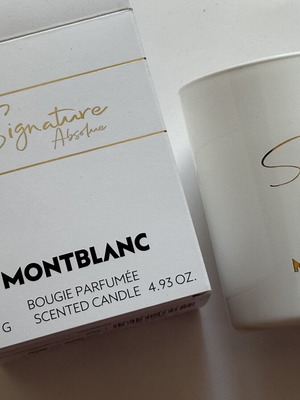 Signature
Absolue
MONTBLANC
BOUGIE PARFUMÉE
G SCENTED CANDLE 4.93 OZ.
S